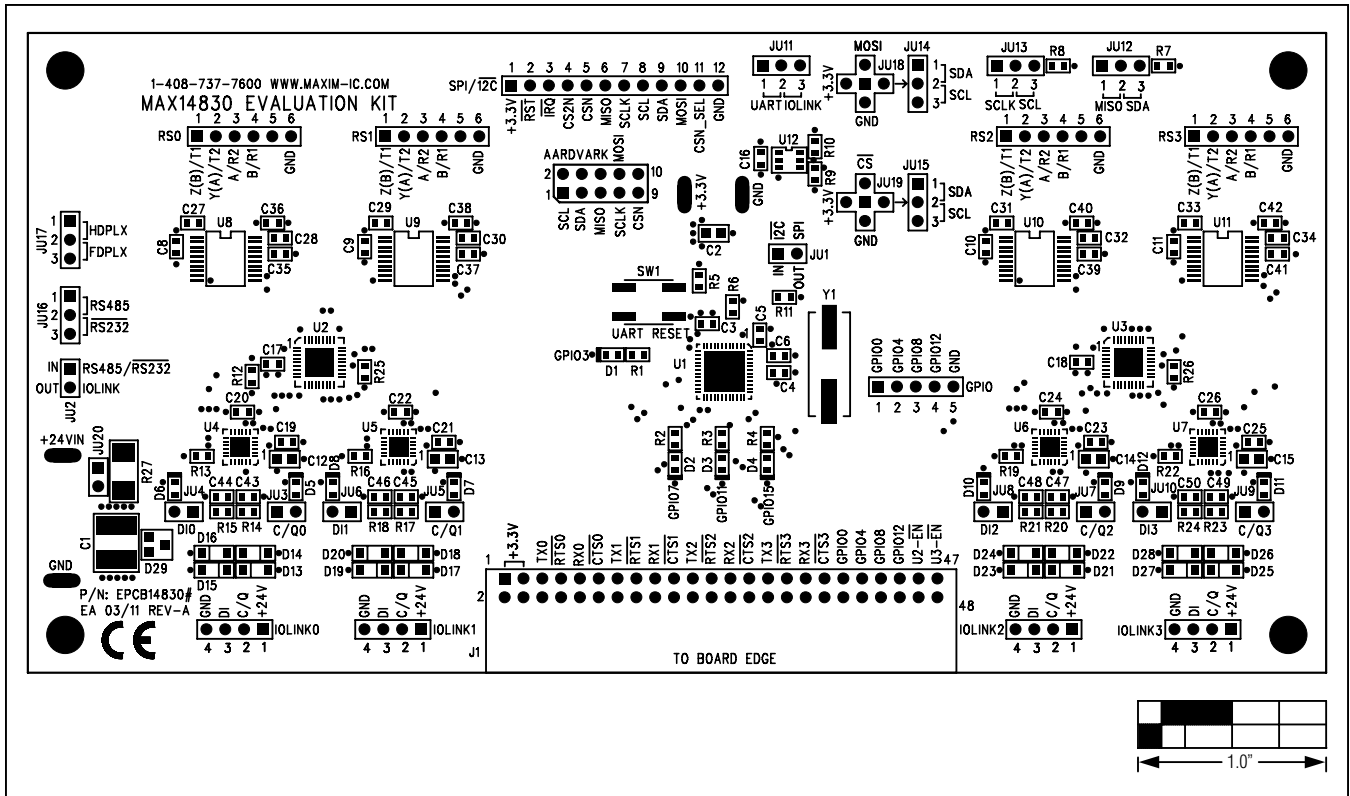 1-408-737-7600 WWW.MAXIM-IC.COM
MAX14830 EVALUATION KIT
RS0
1 2 3 4 5 6
Z(B)/T1
Y(A)/T2
A/R2
B/R1
GND
RS1
1 2 3 4 5 6
Z(B)/T1
Y(A)/T2
A/R2
B/R1
GND
SPI/I2C
1 2 3 4 5 6 7 8 9 10 11 12
+3.3V
RST
IRQ
CS2N
CSN
MISO
SCLK
SCL
SDA
MOSI
CSN_SEL
GND
AARDVARK
MOSI
2 10
1 9
SCL
SDA
MISO
SCLK
CSN
+3.3V
GND
JU11
1 2 3
UART IOLINK
MOSI
JU18
+3.3V
GND
JU14
1
2
3
SDA
SCL
JU13
R8
1 2 3
SCLK SCL
JU12
R7
1 2 3
MISO SDA
C16
U12
R10
R9
CS
JU19
+3.3V
GND
JU15
1
2
3
SDA
SCL
RS2
1 2 3 4 5 6
Z(B)/T1
Y(A)/T2
A/R2
B/R1
GND
RS3
1 2 3 4 5 6
Z(B)/T1
Y(A)/T2
A/R2
B/R1
GND
JU17
1
2
3
HDPLX
FDPLX
C27
C8
U8
C36
C28
C35
C29
C9
U9
C38
C30
C37
C2
I2C
SPI
JU1
IN
OUT
R11
C31
C10
U10
C40
C32
C39
C33
C11
U11
C42
C34
C41
JU16
1
2
3
RS485
RS232
SW1
UART RESET
R5
R6
C3
C5
C6
C4
Y1
U1
1
IN
OUT
RS485/RS232
IOLINK
JU2
U2
1
C17
R12
R25
GPIO3
D1
R1
GPIO0
GPIO4
GPIO8
GPIO12
GND
GPIO
1 2 3 4 5
U3
1
C18
R26
+24VIN
JU20
R27
C20
U4
C19
1
C12
R13
C22
U5
C21
1
C13
R16
R2
D2
GPIO7
R3
D3
GPIO11
R4
D4
GPIO15
C24
U6
C23
1
C14
R19
C26
U7
C25
1
C15
R22
D6
JU4
C44
C43
JU3
D5
DI0
R15
R14
C/Q0
D8
JU6
C46
C45
JU5
D7
DI1
R18
R17
C/Q1
D10
JU8
C48
C47
JU7
D9
DI2
R21
R20
C/Q2
D12
JU10
C50
C49
JU9
D11
DI3
R24
R23
C/Q3
C1
D29
GND
D16
D14
D15
D13
D20
D18
D19
D17
D24
D22
D23
D21
D28
D26
D27
D25
P/N: EPCB14830#
EA 03/11 REV-A
CE
GND
DI
C/Q
+24V
IOLINK0
4 3 2 1
GND
DI
C/Q
+24V
IOLINK1
4 3 2 1
1
+3.3V
TX0
RTS0
RX0
CTS0
TX1
RTS1
RX1
CTS1
TX2
RTS2
RX2
CTS2
TX3
RTS3
RX3
CTS3
GPIO0
GPIO4
GPIO8
GPIO12
U2-EN
U3-EN
47
2
48
J1
TO BOARD EDGE
GND
DI
C/Q
+24V
IOLINK2
4 3 2 1
GND
DI
C/Q
+24V
IOLINK3
4 3 2 1
1.0"